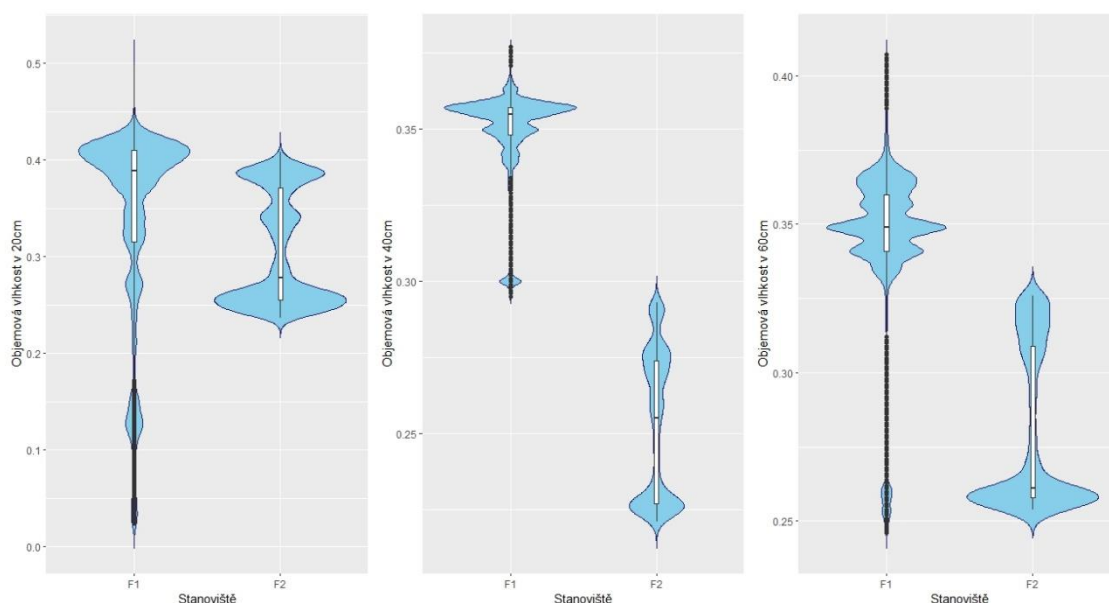 Objemová vlhkost v 20cm
0.5
0.4
0.3
0.2
0.1
0.0
F1
F2
Stanoviště
Objemová vlhkost v 40cm
0.35
0.30
0.25
F1
F2
Stanoviště
Objemová vlhkost v 60cm
0.40
0.35
0.30
0.25
F1
F2
Stanoviště